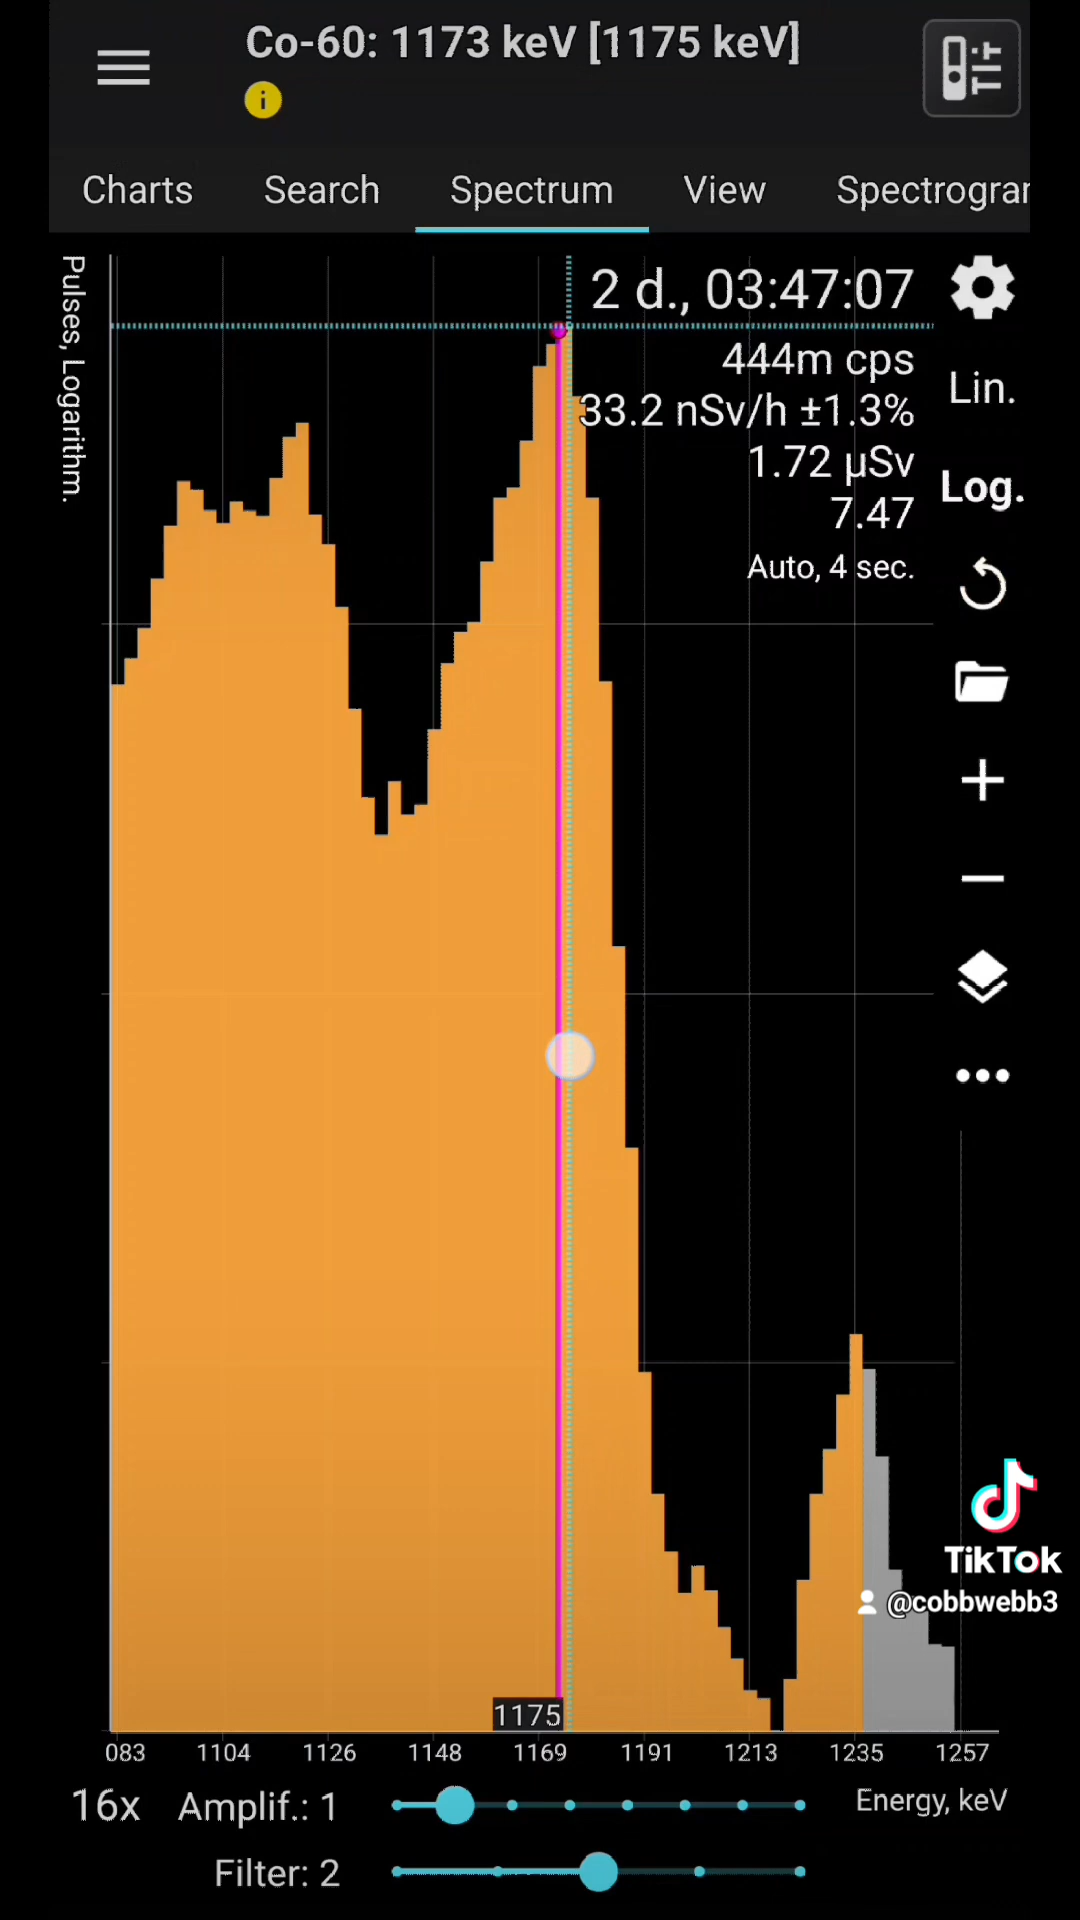 Co-60: 1173 keV [1175 keV]
Charts Search Spectrum View Spectrogram
Pulses, Logarithm.
2 d., 03:47:07
444m cps
33.2 nSv/h ±1.3%
1.72 µSv
7.47
Auto, 4 sec.
Lin.
Log.
TikTok
@cobbwebb3
1175
083 1104 1126 1148 1169 1191 1213 1235 1257
16x Amplif.: 1
Energy, keV
Filter: 2